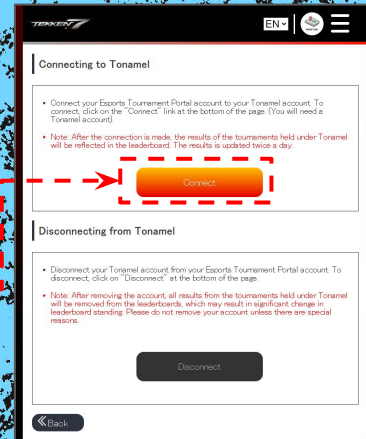 TEKKEN 7
EN
Connecting to Tonamel
• Connect your Esports Tournament Portal account to your Tonamel account. To
connect, click on the "Connect" link at the bottom of the page. (You will need a
Tonamel account).
• Note: After the connection is made, the results of the tournaments held under Tonamel
will be reflected in the leaderboard. The results is updated twice a day.
Connect
Disconnecting from Tonamel
• Disconnect your Tonamel account from your Esports Tournament Portal account. To
disconnect, click on "Disconnect" at the bottom of the page.
• Note: After removing the account, all results from the tournaments held under Tonamel
will be removed from the leaderboards, which may result in significant change in
leaderboard standing. Please do not remove your account unless there are special
reasons.
Disconnect
Back